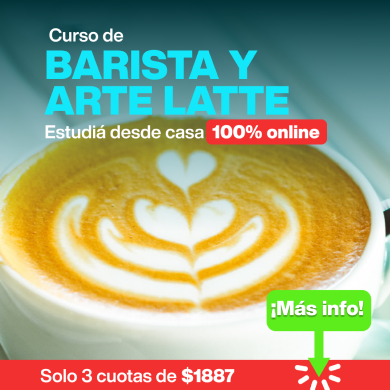 Curso de
BARISTA Y
ARTE LATTE
Estudiá desde casa 100% online
¡Más info!
Solo 3 cuotas de $1887